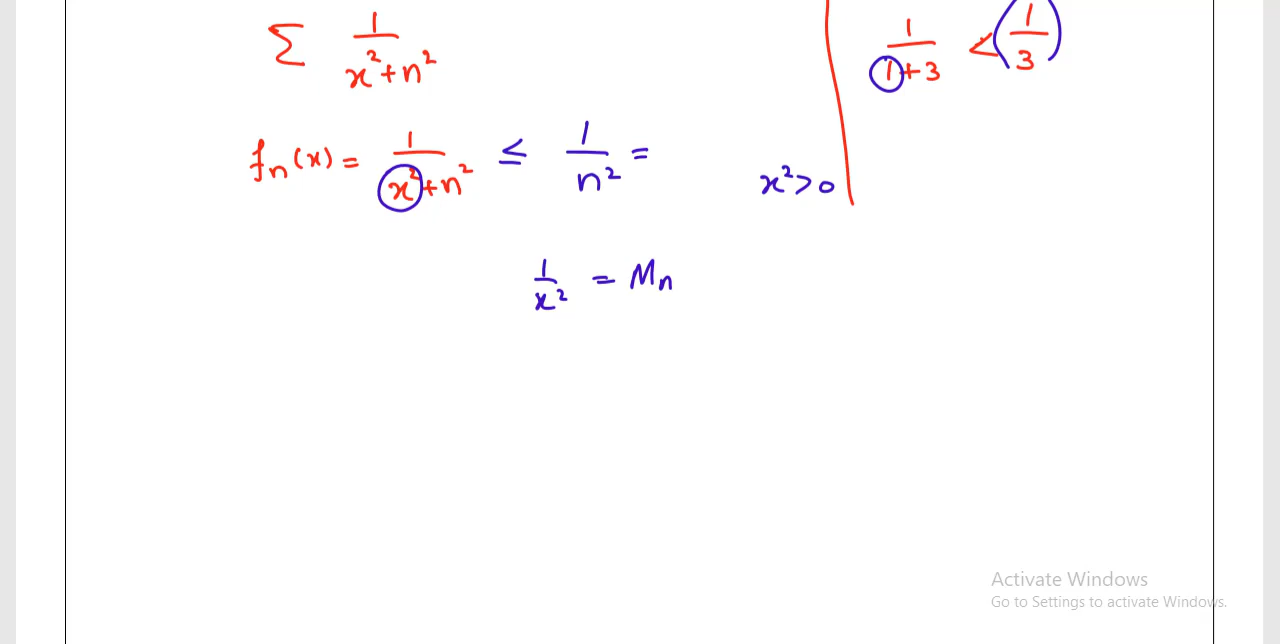 Σ 1/(x²+n²)
1/(1+3) < (1/3)
fn(x) = 1/(x²+n²) ≤ 1/n² =
x²>0
1/x² = Mn
Activate Windows
Go to Settings to activate Windows.